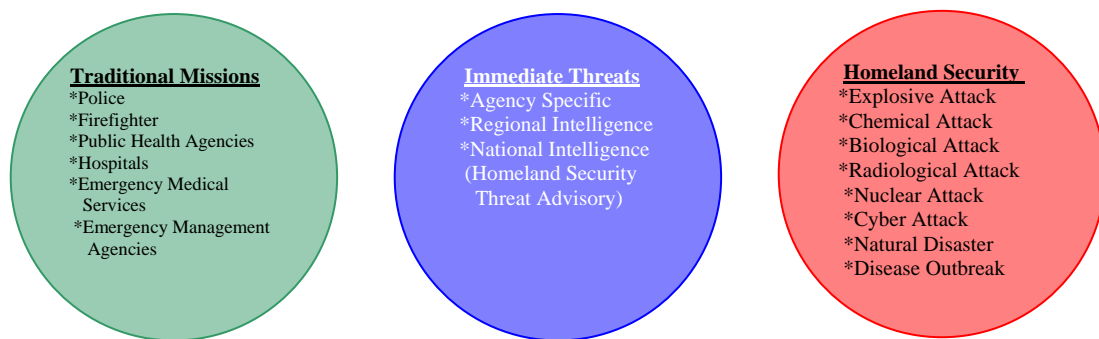 Traditional Missions
*Police
*Firefighter
*Public Health Agencies
*Hospitals
*Emergency Medical
Services
*Emergency Management
Agencies
Immediate Threats
*Agency Specific
*Regional Intelligence
*National Intelligence
(Homeland Security
Threat Advisory)
Homeland Security
*Explosive Attack
*Chemical Attack
*Biological Attack
*Radiological Attack
*Nuclear Attack
*Cyber Attack
*Natural Disaster
*Disease Outbreak